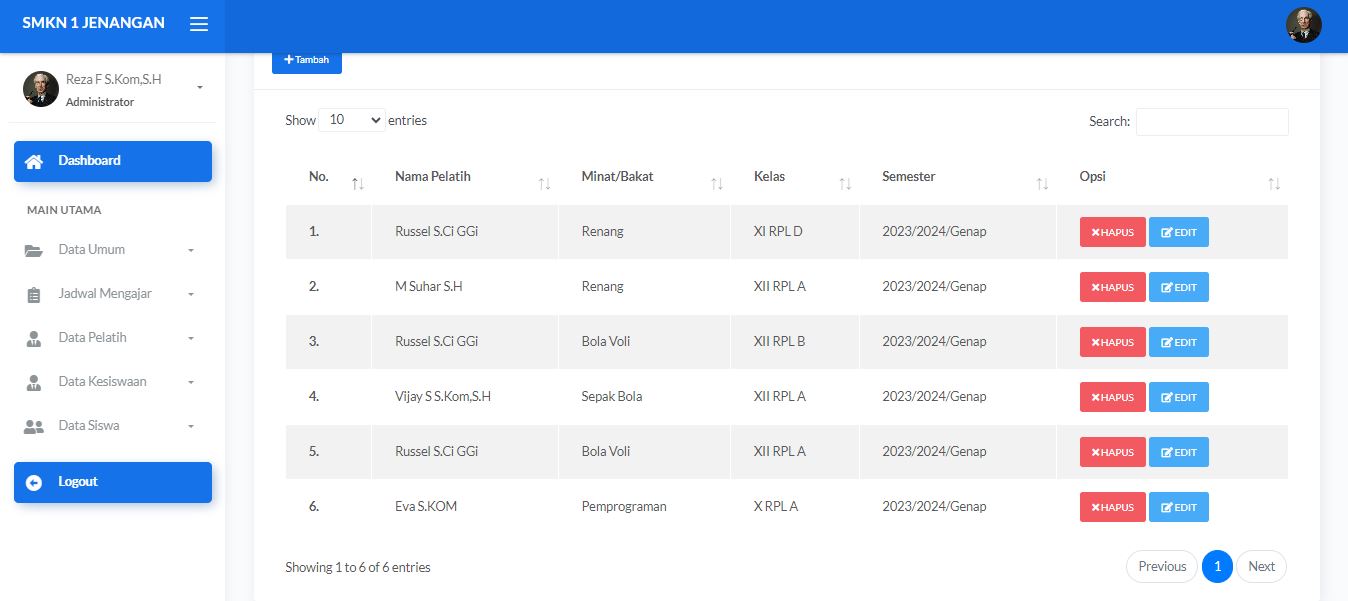 SMKN 1 JENANGAN
Reza F S.Kom,S.H
Administrator
Dashboard
MAIN UTAMA
Data Umum
Jadwal Mengajar
Data Pelatih
Data Kesiswaan
Data Siswa
Logout
Tambah
Show 10 entries
Search:
No. Nama Pelatih Minat/Bakat Kelas Semester Opsi
1. Russel S.Ci GGi Renang XI RPL D 2023/2024/Genap HAPUS EDIT
2. M Suhar S.H Renang XII RPL A 2023/2024/Genap HAPUS EDIT
3. Russel S.Ci GGi Bola Voli XII RPL B 2023/2024/Genap HAPUS EDIT
4. Vijay S S.Kom,S.H Sepak Bola XII RPL A 2023/2024/Genap HAPUS EDIT
5. Russel S.Ci GGi Bola Voli XII RPL A 2023/2024/Genap HAPUS EDIT
6. Eva S.KOM Pemprograman X RPL A 2023/2024/Genap HAPUS EDIT
Showing 1 to 6 of 6 entries
Previous 1 Next